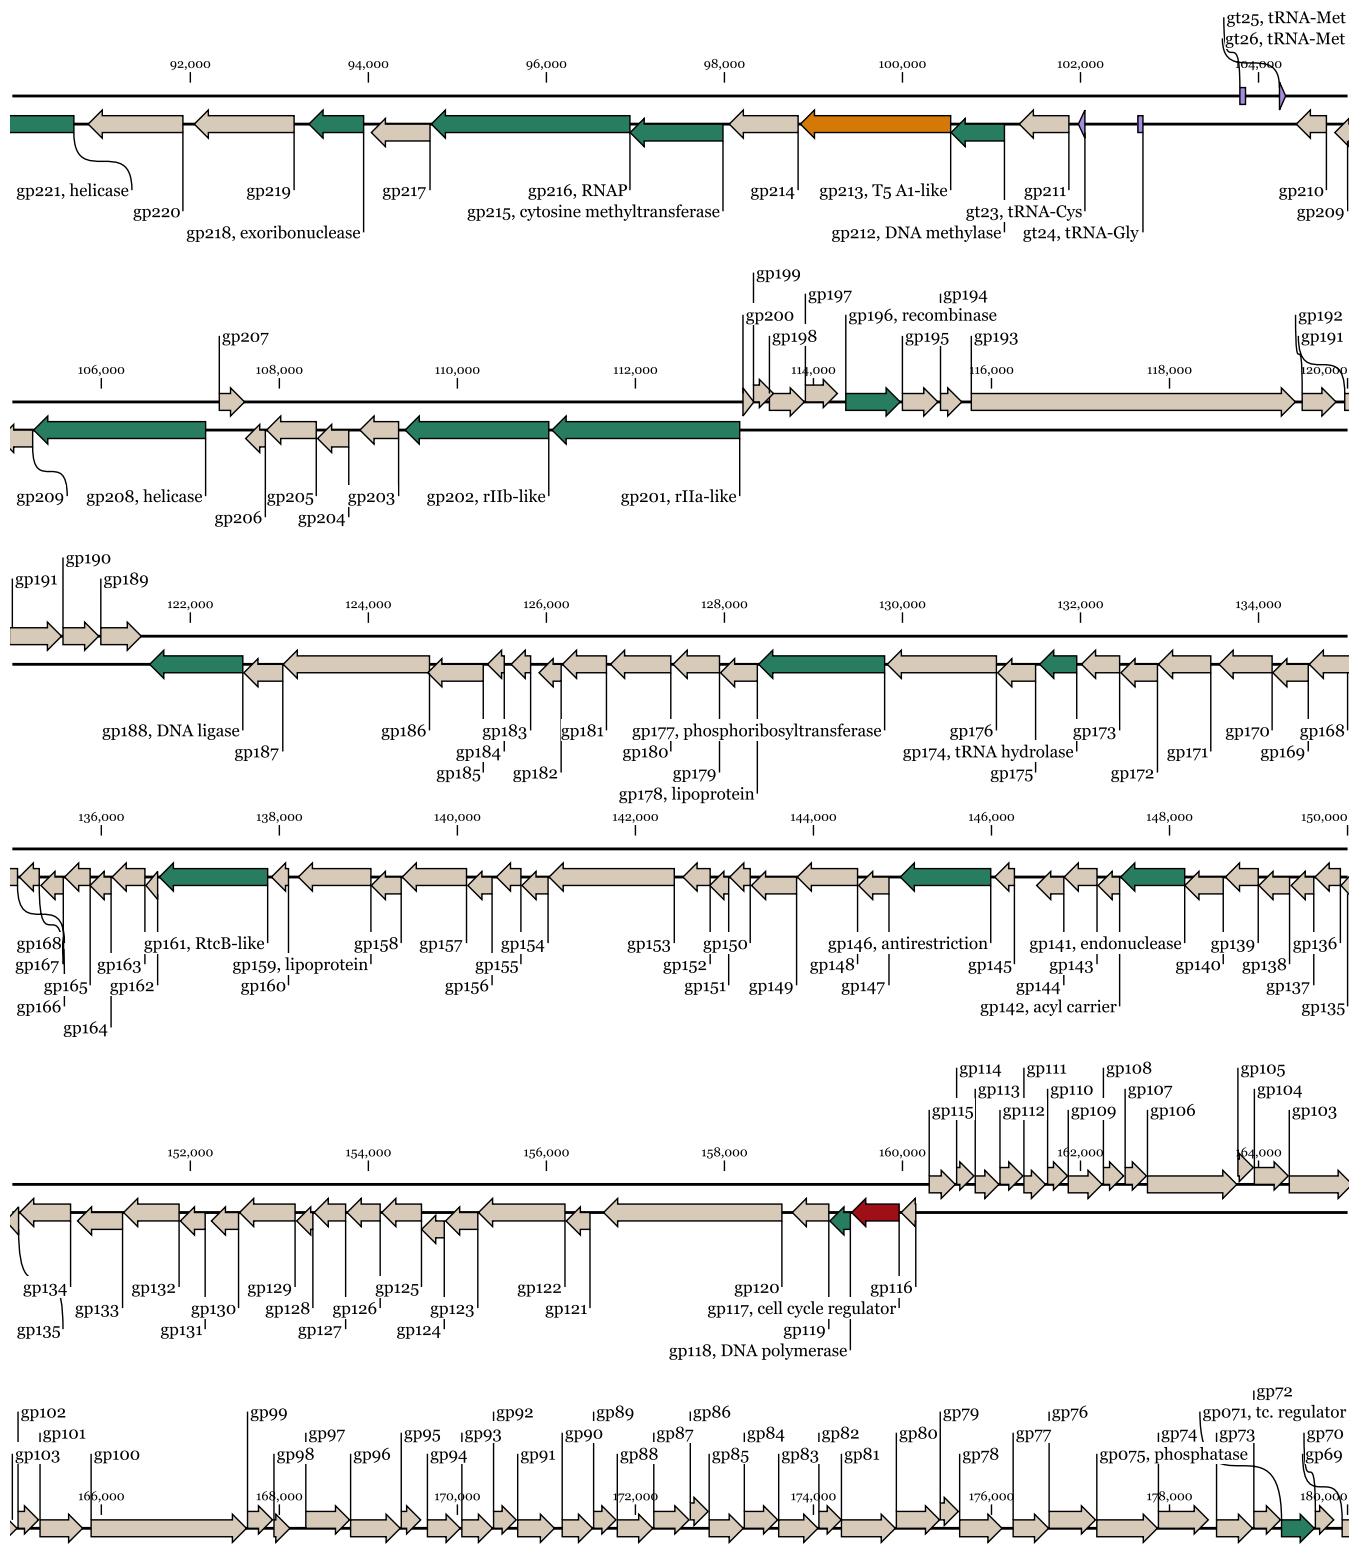 gt25, tRNA-Met
gt26, tRNA-Met
92,000 94,000 96,000 98,000 100,000 102,000 104,000
gp221, helicase gp219 gp217 gp216, RNAP gp214 gp213, T5 A1-like gp211 gp210
gp220 gp215, cytosine methyltransferase gt23, tRNA-Cys gp209
gp218, exoribonuclease gp212, DNA methylase gt24, tRNA-Gly
gp199
gp197 gp194
gp200 gp196, recombinase gp192
gp207 gp198 gp195 gp193 gp191
106,000 108,000 110,000 112,000 114,000 116,000 118,000 120,000
gp209 gp208, helicase gp205 gp203 gp202, rIIb-like gp201, rIIa-like
gp206 gp204
gp190
gp191 gp189
122,000 124,000 126,000 128,000 130,000 132,000 134,000
gp188, DNA ligase gp186 gp183 gp181 gp177, phosphoribosyltransferase gp176 gp173 gp170 gp168
gp187 gp184 gp180 gp174, tRNA hydrolase gp171 gp169
gp185 gp182 gp179 gp175 gp172
gp178, lipoprotein
136,000 138,000 140,000 142,000 144,000 146,000 148,000 150,000
gp168 gp161, RtcB-like gp158 gp157 gp154 gp153 gp150 gp146, antirestriction gp141, endonuclease gp139 gp136
gp167 gp163 gp159, lipoprotein gp155 gp152 gp148 gp145 gp143 gp140 gp138
gp165 gp162 gp160 gp156 gp151 gp149 gp147 gp144 gp137
gp166 gp142, acyl carrier gp135
gp164
gp114 gp111 gp108 gp105
gp113 gp110 gp107 gp104
gp115 gp112 gp109 gp106 gp103
152,000 154,000 156,000 158,000 160,000 162,000 164,000
gp134 gp132 gp129 gp125 gp122 gp120 gp116
gp133 gp130 gp128 gp126 gp123 gp121 gp117, cell cycle regulator
gp135 gp131 gp127 gp124 gp119
gp118, DNA polymerase
gp72
gp102 gp99 gp92 gp89 gp86 gp79 gp76 gp071, tc. regulator
gp101 gp97 gp95 gp93 gp90 gp87 gp84 gp82 gp80 gp77 gp74 gp73 gp70
gp103 gp100 gp98 gp96 gp94 gp91 gp88 gp85 gp83 gp81 gp78 gp075, phosphatase gp69
166,000 168,000 170,000 172,000 174,000 176,000 178,000 180,000